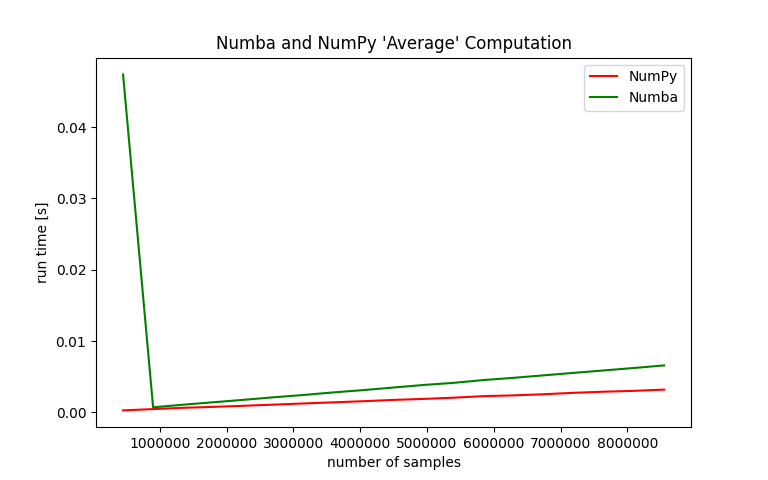 Numba and NumPy 'Average' Computation
NumPy
Numba
0.04
0.03
0.02
0.01
0.00
run time [s]
1000000 2000000 3000000 4000000 5000000 6000000 7000000 8000000
number of samples